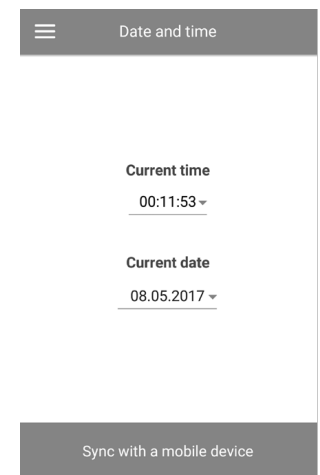 Date and time
Current time
00:11:53
Current date
08.05.2017
Sync with a mobile device